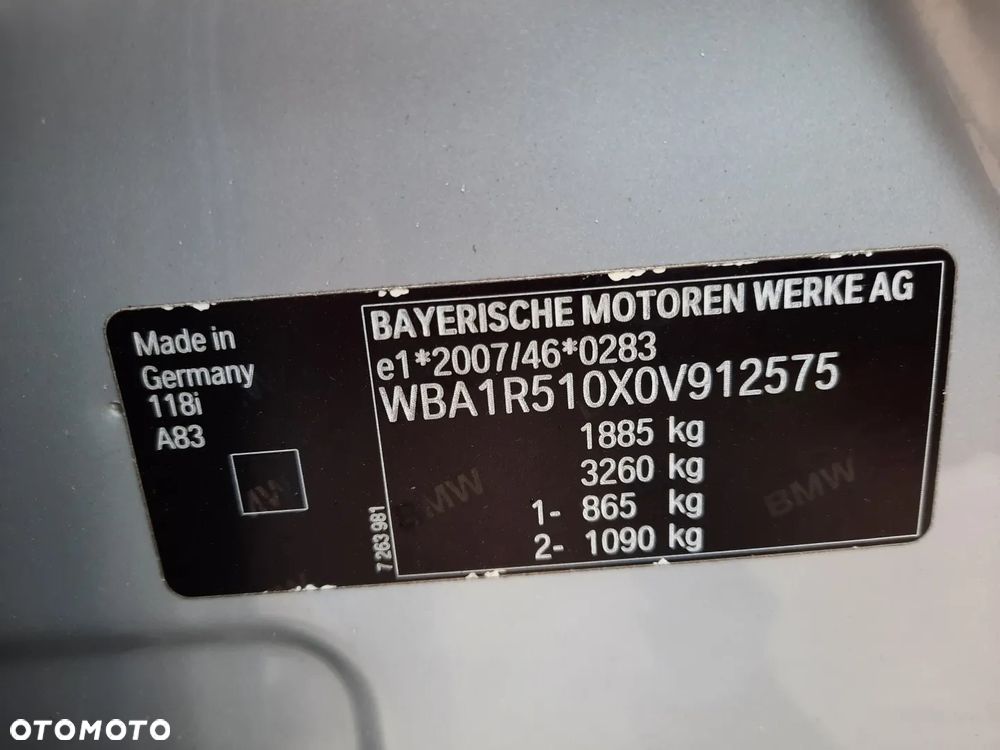 Made in
Germany
118i
A83
BAYERISCHE MOTOREN WERKE AG
e1*2007/46*0283
WBA1R510X0V912575
1885 kg
3260 kg
1- 865 kg
2- 1090 kg
7 263 981
BMW
BMW
OTOMOTO